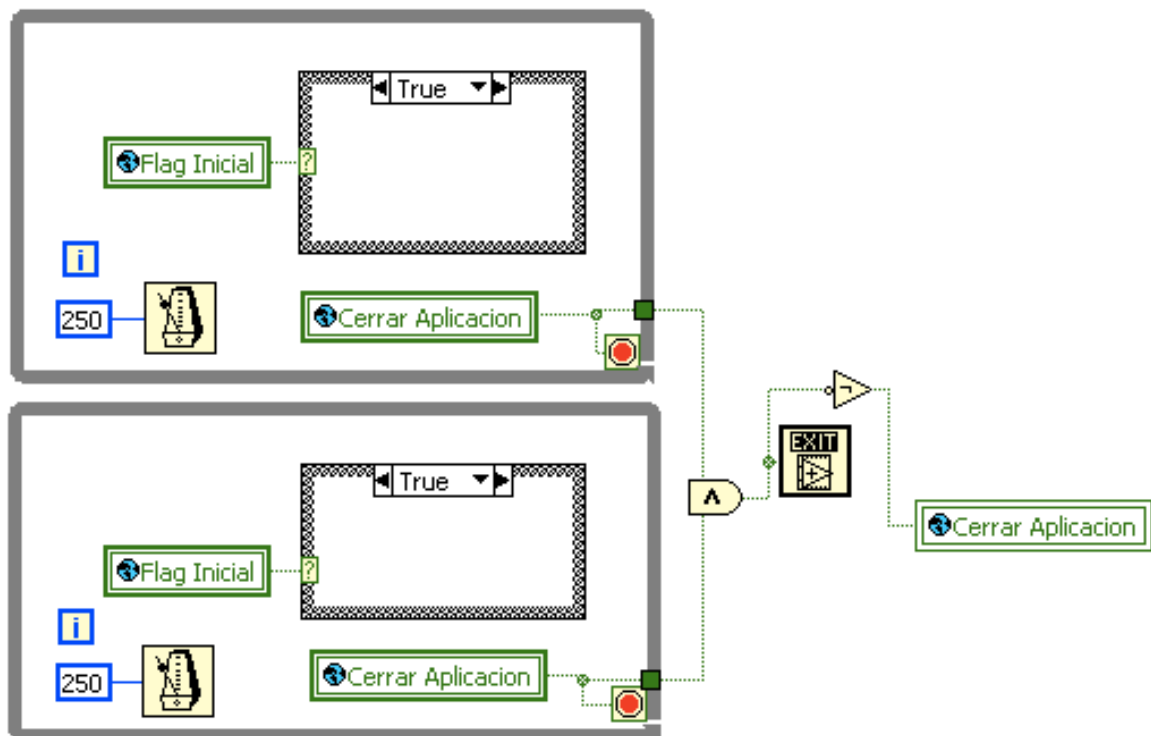 True
Flag Inicial
?
i
250
Cerrar Aplicacion
True
Flag Inicial
?
i
250
Cerrar Aplicacion
EXIT
Cerrar Aplicacion